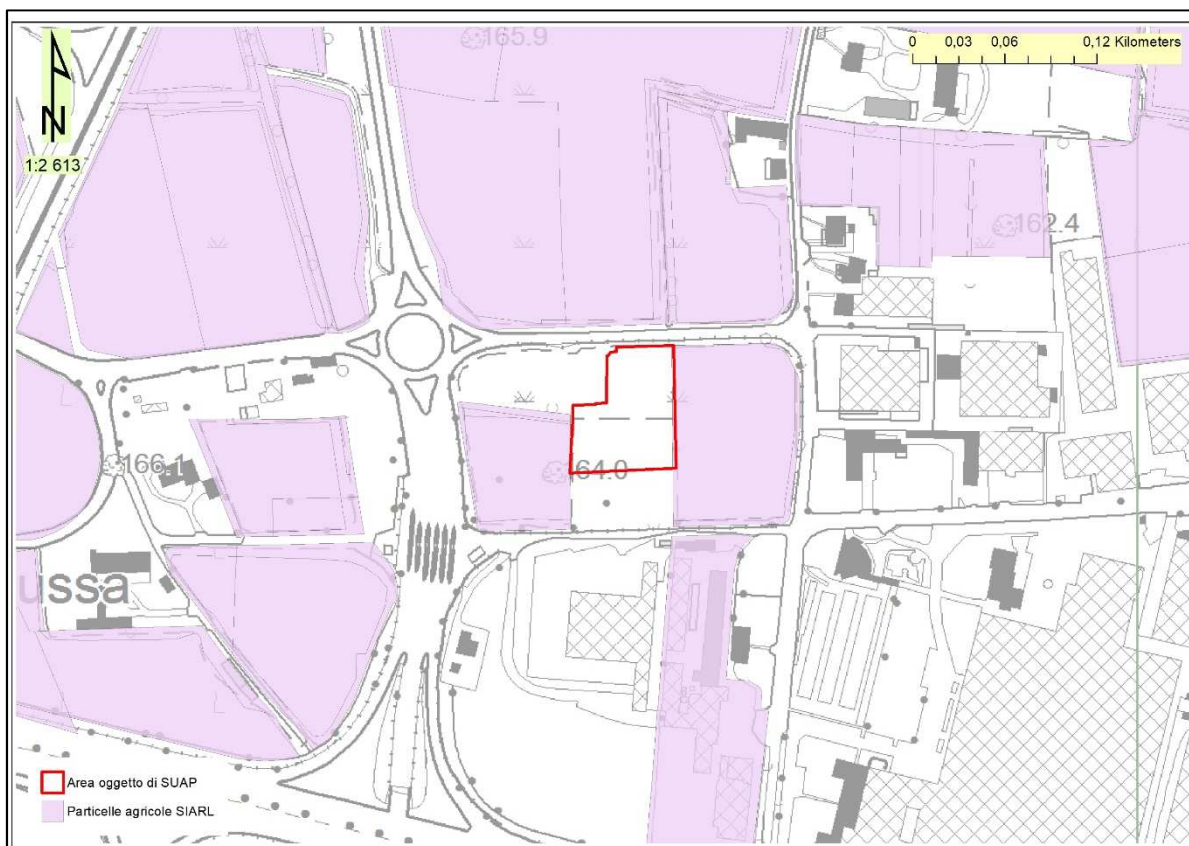 165.9
0 0,03 0,06 0,12 Kilometers
N
1:2 613
162.4
166.1
64.0
ussa
Area oggetto di SUAP
Particelle agricole SIARL